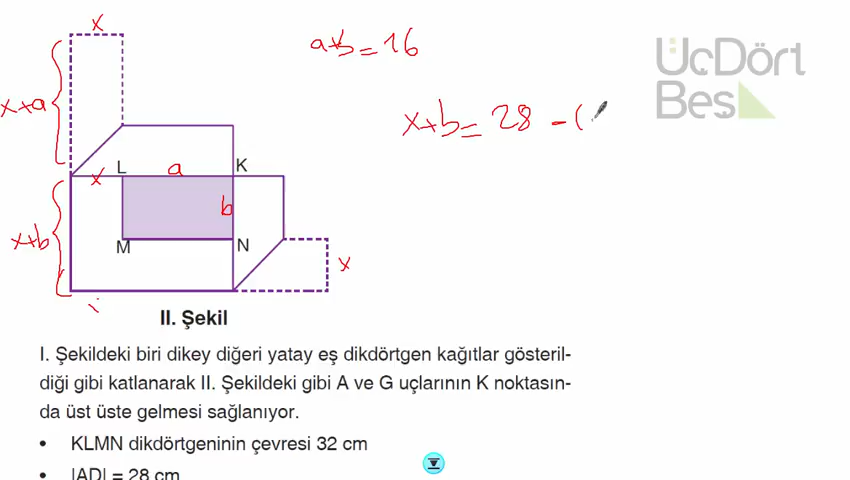 x
a+b=16
ÜçDört
Beş
x+a
x+b=28 -(
L
K
x
a
b
x+b
M
N
x
II. Şekil
I. Şekildeki biri dikey diğeri yatay eş dikdörtgen kağıtlar gösteril-
diği gibi katlanarak II. Şekildeki gibi A ve G uçlarının K noktasın-
da üst üste gelmesi sağlanıyor.
• KLMN dikdörtgeninin çevresi 32 cm
• |AD| = 28 cm